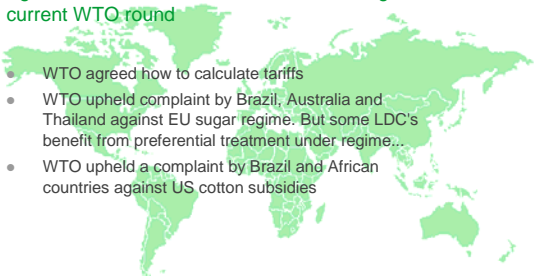 current WTO round
WTO agreed how to calculate tariffs
WTO upheld complaint by Brazil, Australia and
Thailand against EU sugar regime. But some LDC's
benefit from preferential treatment under regime...
WTO upheld a complaint by Brazil and African
countries against US cotton subsidies